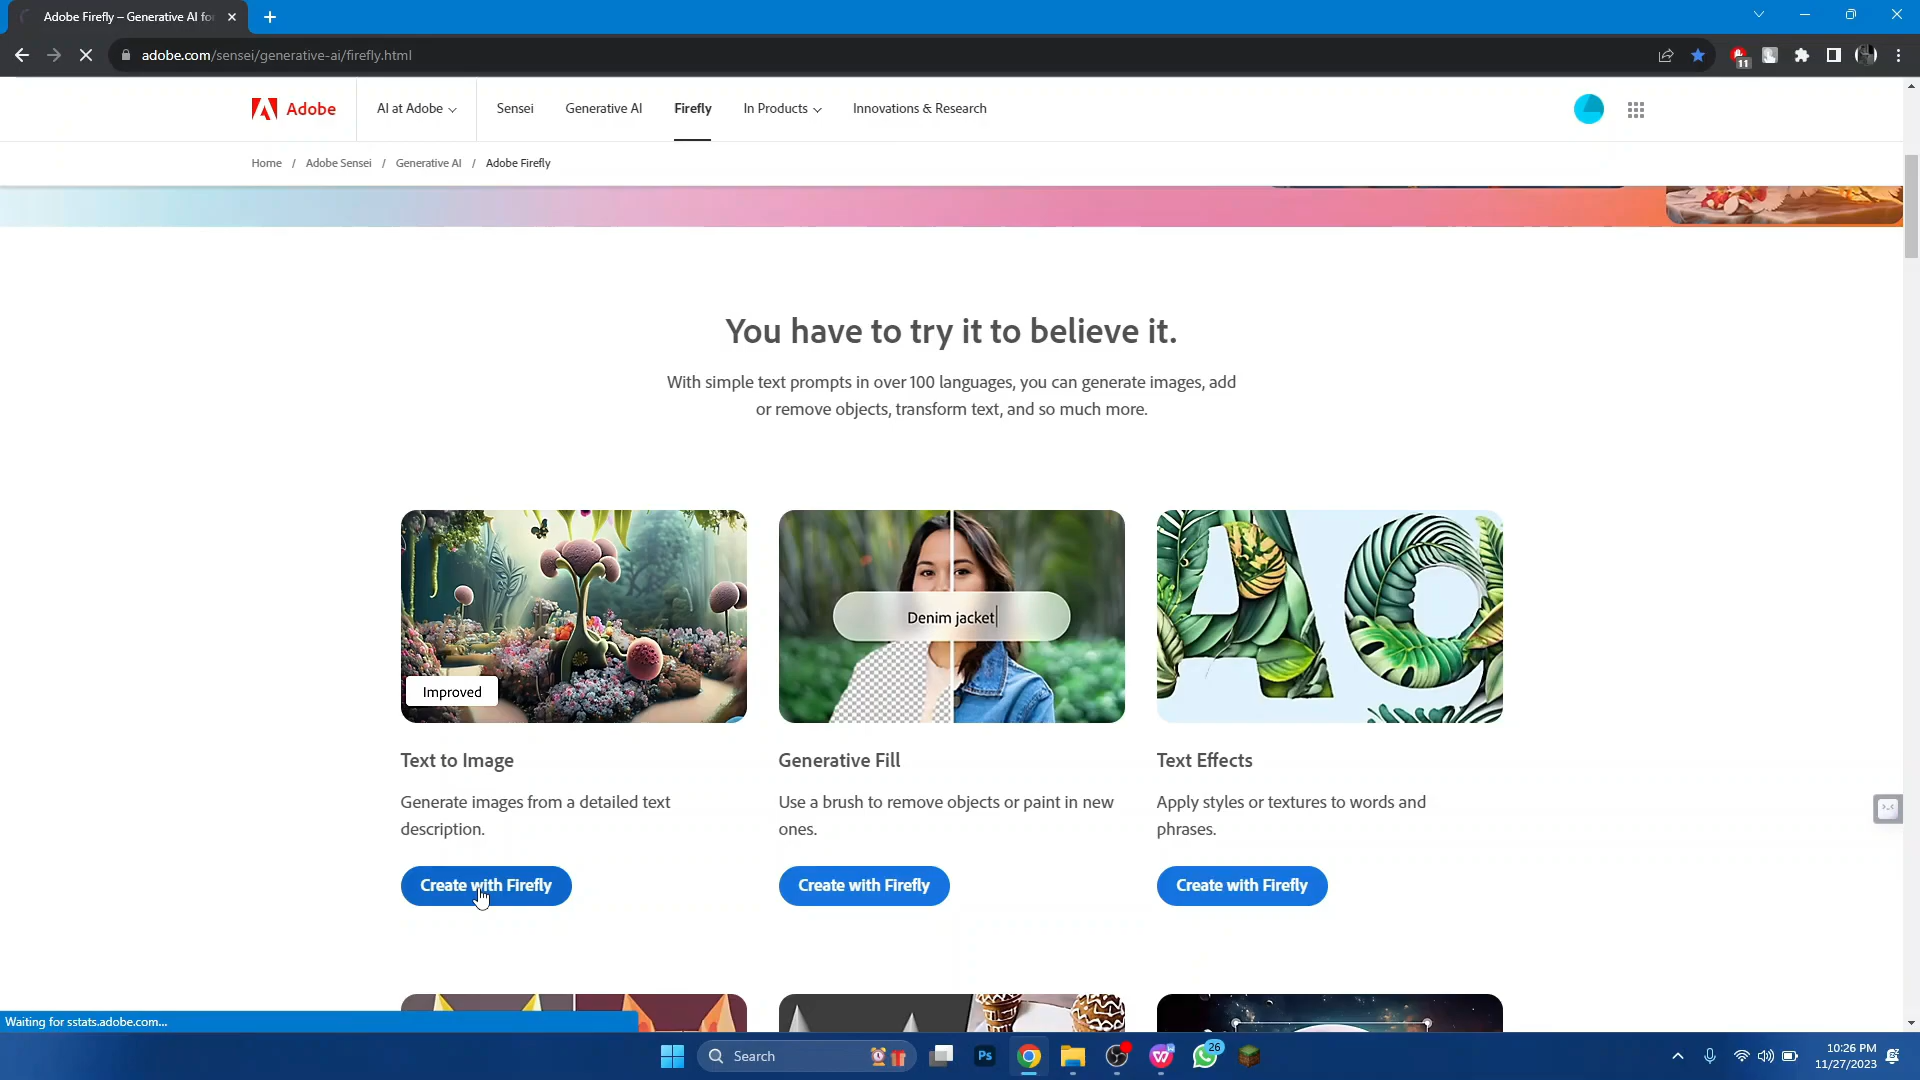 Adobe Firefly – Generative AI fo
adobe.com/sensei/generative-ai/firefly.html
11
Adobe
AI at Adobe
Sensei
Generative AI
Firefly
In Products
Innovations & Research
Home / Adobe Sensei / Generative AI / Adobe Firefly
You have to try it to believe it.
With simple text prompts in over 100 languages, you can generate images, add
or remove objects, transform text, and so much more.
Improved
Denim jacket
AO
Text to Image
Generate images from a detailed text
description.
Create with Firefly
Generative Fill
Use a brush to remove objects or paint in new
ones.
Create with Firefly
Text Effects
Apply styles or textures to words and
phrases.
Create with Firefly
Waiting for sstats.adobe.com...
Search
Ps
26
10:26 PM
11/27/2023